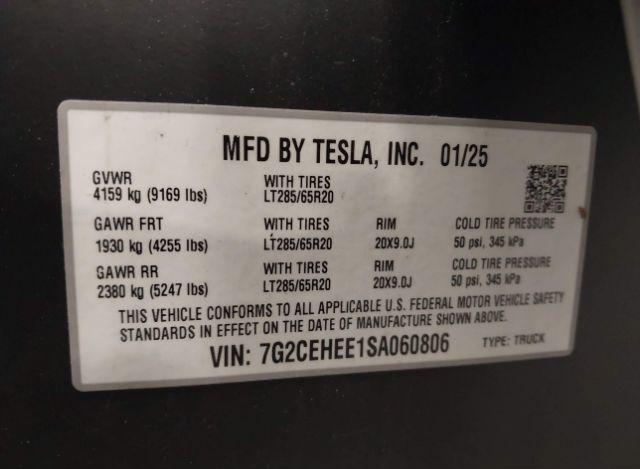 MFD BY TESLA, INC. 01/25
GVWR WITH TIRES
4159 kg (9169 lbs) LT285/65R20
GAWR FRT WITH TIRES RIM COLD TIRE PRESSURE
1930 kg (4255 lbs) LT285/65R20 20X9.0J 50 psi, 345 kPa
GAWR RR WITH TIRES RIM COLD TIRE PRESSURE
2380 kg (5247 lbs) LT285/65R20 20X9.0J 50 psi, 345 kPa
THIS VEHICLE CONFORMS TO ALL APPLICABLE U.S. FEDERAL MOTOR VEHICLE SAFETY
STANDARDS IN EFFECT ON THE DATE OF MANUFACTURE SHOWN ABOVE.
VIN: 7G2CEHEE1SA060806 TYPE: TRUCK